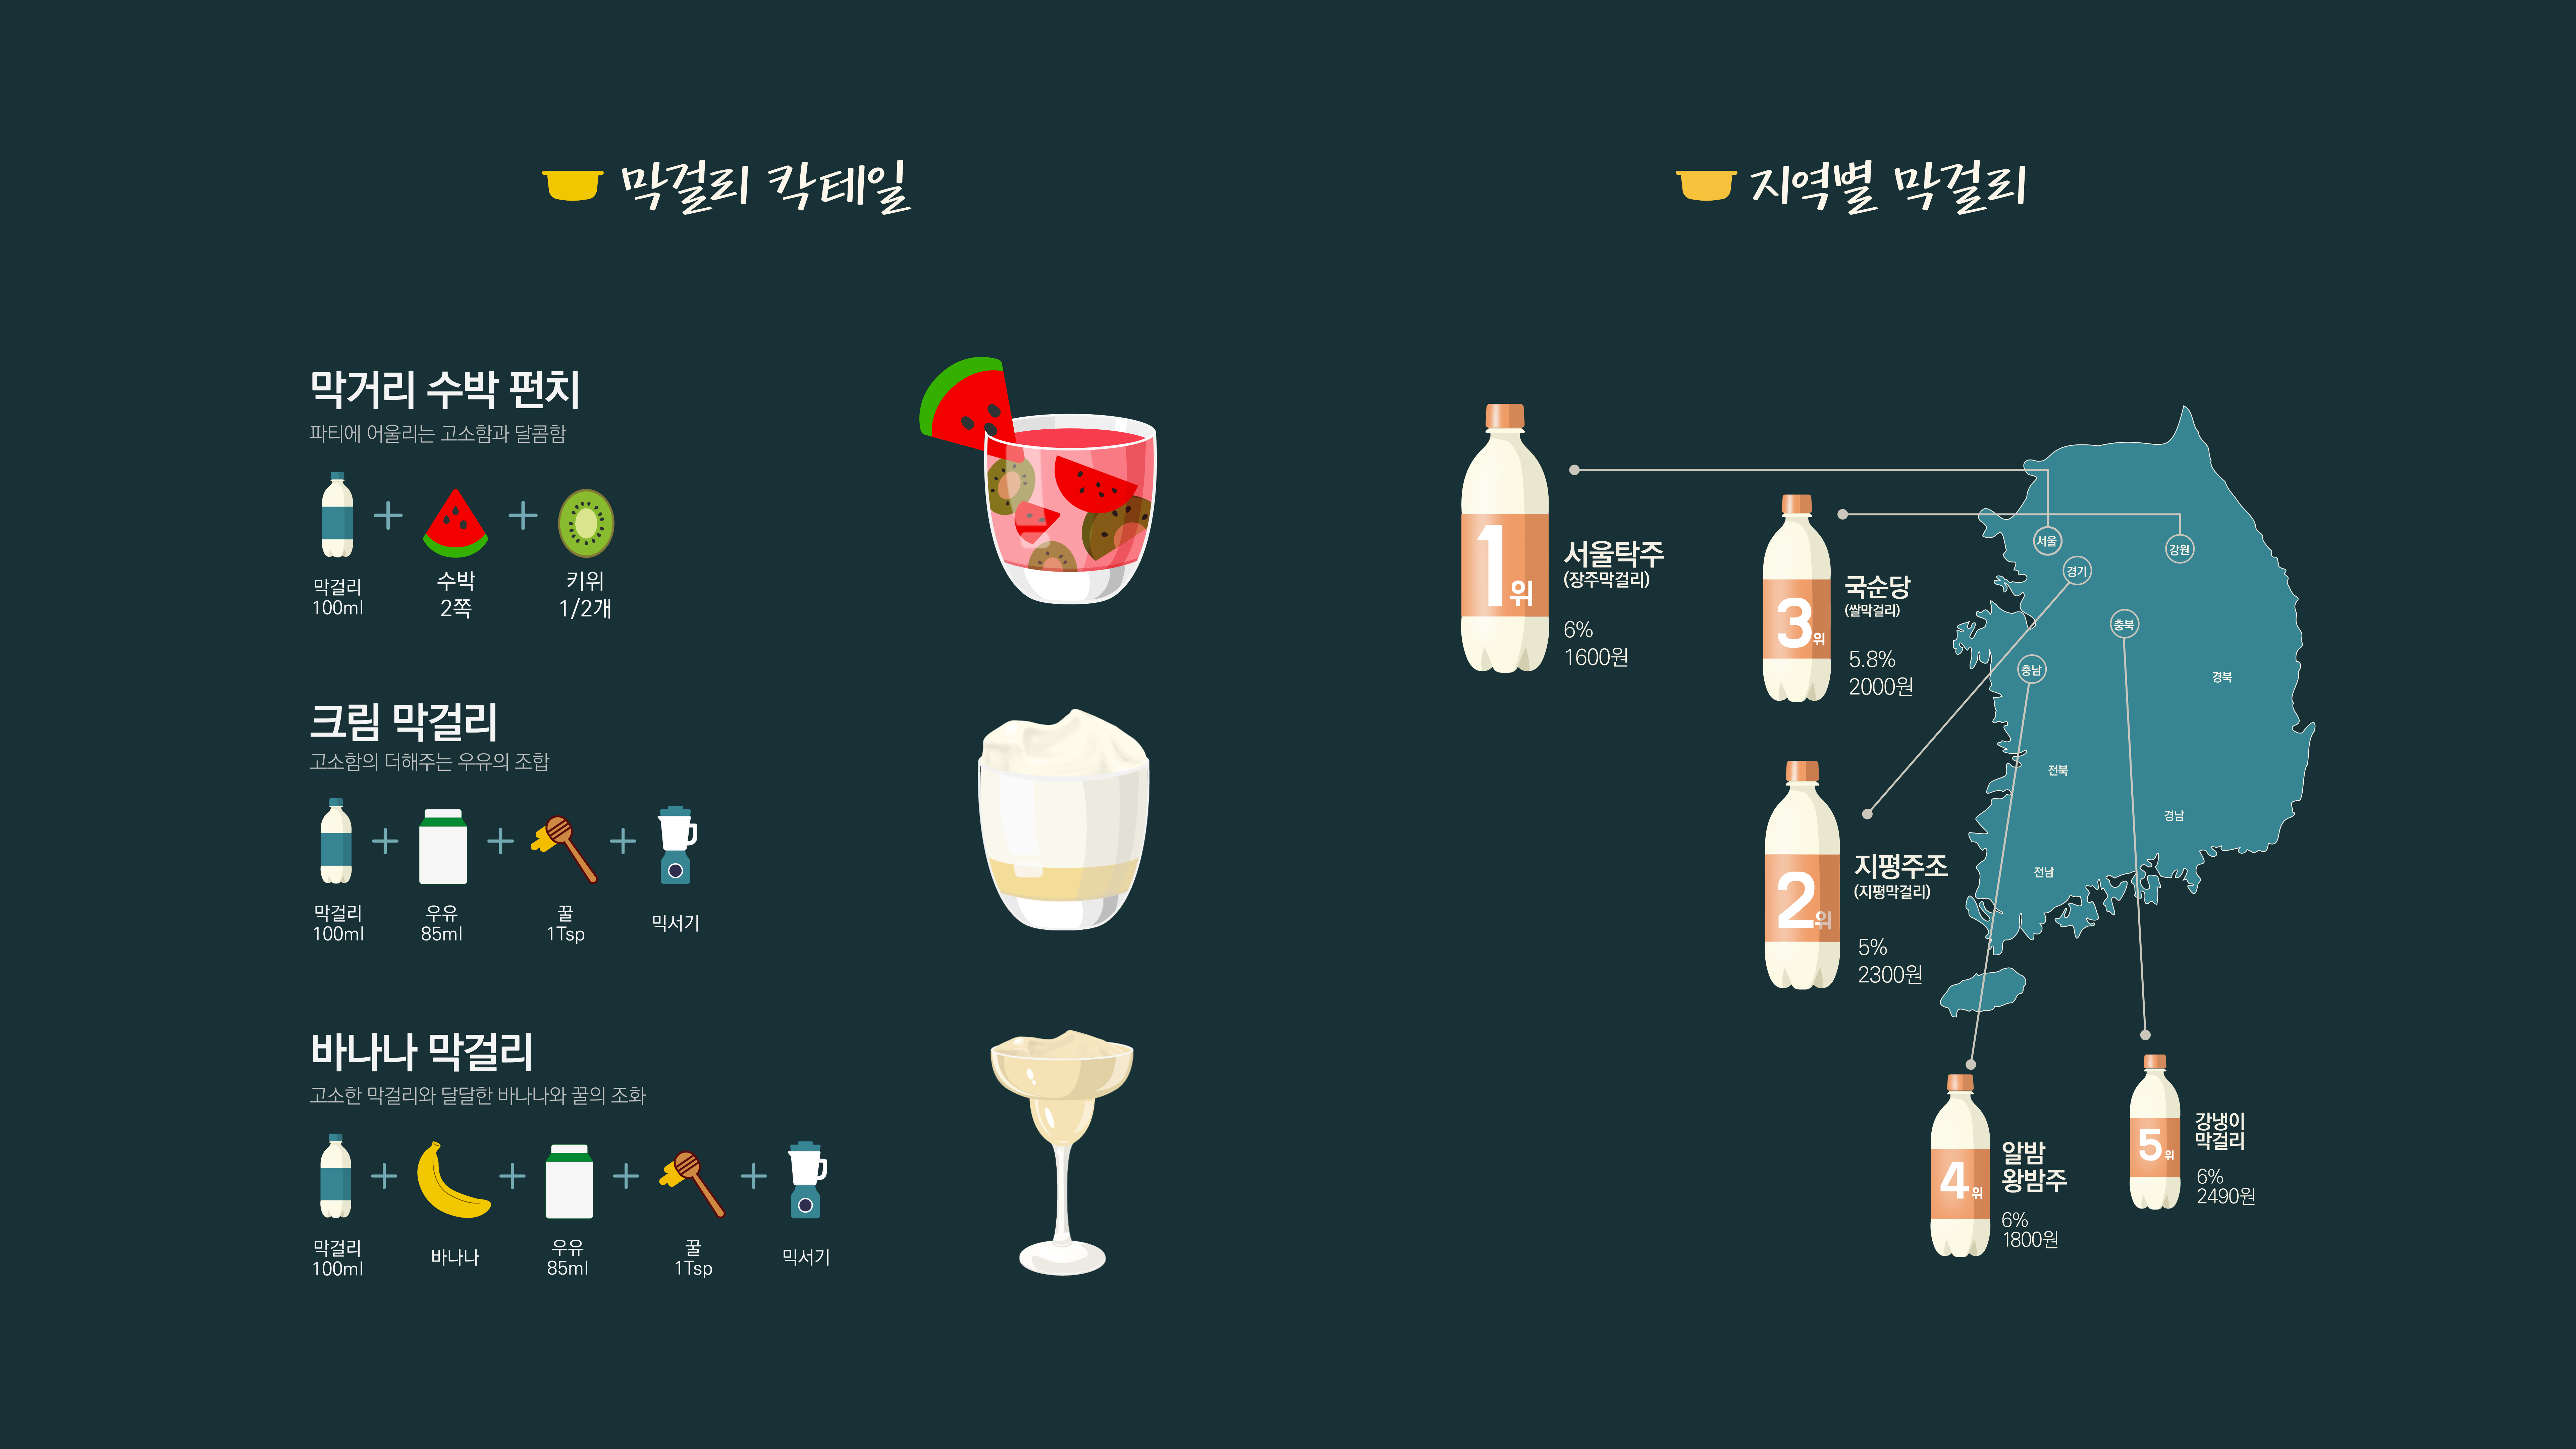 막걸리 칵테일
막거리 수박 펀치
파티에 어울리는 고소함과 달콤함
막걸리
100ml
수박
2쪽
키위
1/2개
크림 막걸리
고소함의 더해주는 우유의 조합
막걸리
100ml
우유
85ml
꿀
1Tsp
믹서기
바나나 막걸리
고소한 막걸리와 달달한 바나나와 꿀의 조화
막걸리
100ml
바나나
우유
85ml
꿀
1Tsp
믹서기
지역별 막걸리
1위
서울탁주
(장주막걸리)
6%
1600원
3위
국순당
(쌀막걸리)
5.8%
2000원
2위
지평주조
(지평막걸리)
5%
2300원
서울
강원
경기
충북
충남
경북
전북
경남
전남
4위
알밤
왕밤주
6%
1800원
5위
강냉이
막걸리
6%
2490원